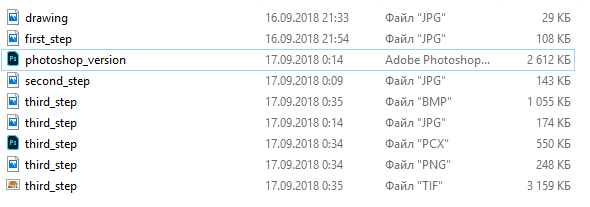 drawing 16.09.2018 21:33 Файл "JPG" 29 КБ
first_step 16.09.2018 21:54 Файл "JPG" 108 КБ
photoshop_version 17.09.2018 0:14 Adobe Photoshop... 2 612 КБ
second_step 17.09.2018 0:09 Файл "JPG" 143 КБ
third_step 17.09.2018 0:35 Файл "BMP" 1 055 КБ
third_step 17.09.2018 0:14 Файл "JPG" 174 КБ
third_step 17.09.2018 0:34 Файл "PCX" 550 КБ
third_step 17.09.2018 0:34 Файл "PNG" 248 КБ
third_step 17.09.2018 0:35 Файл "TIF" 3 159 КБ